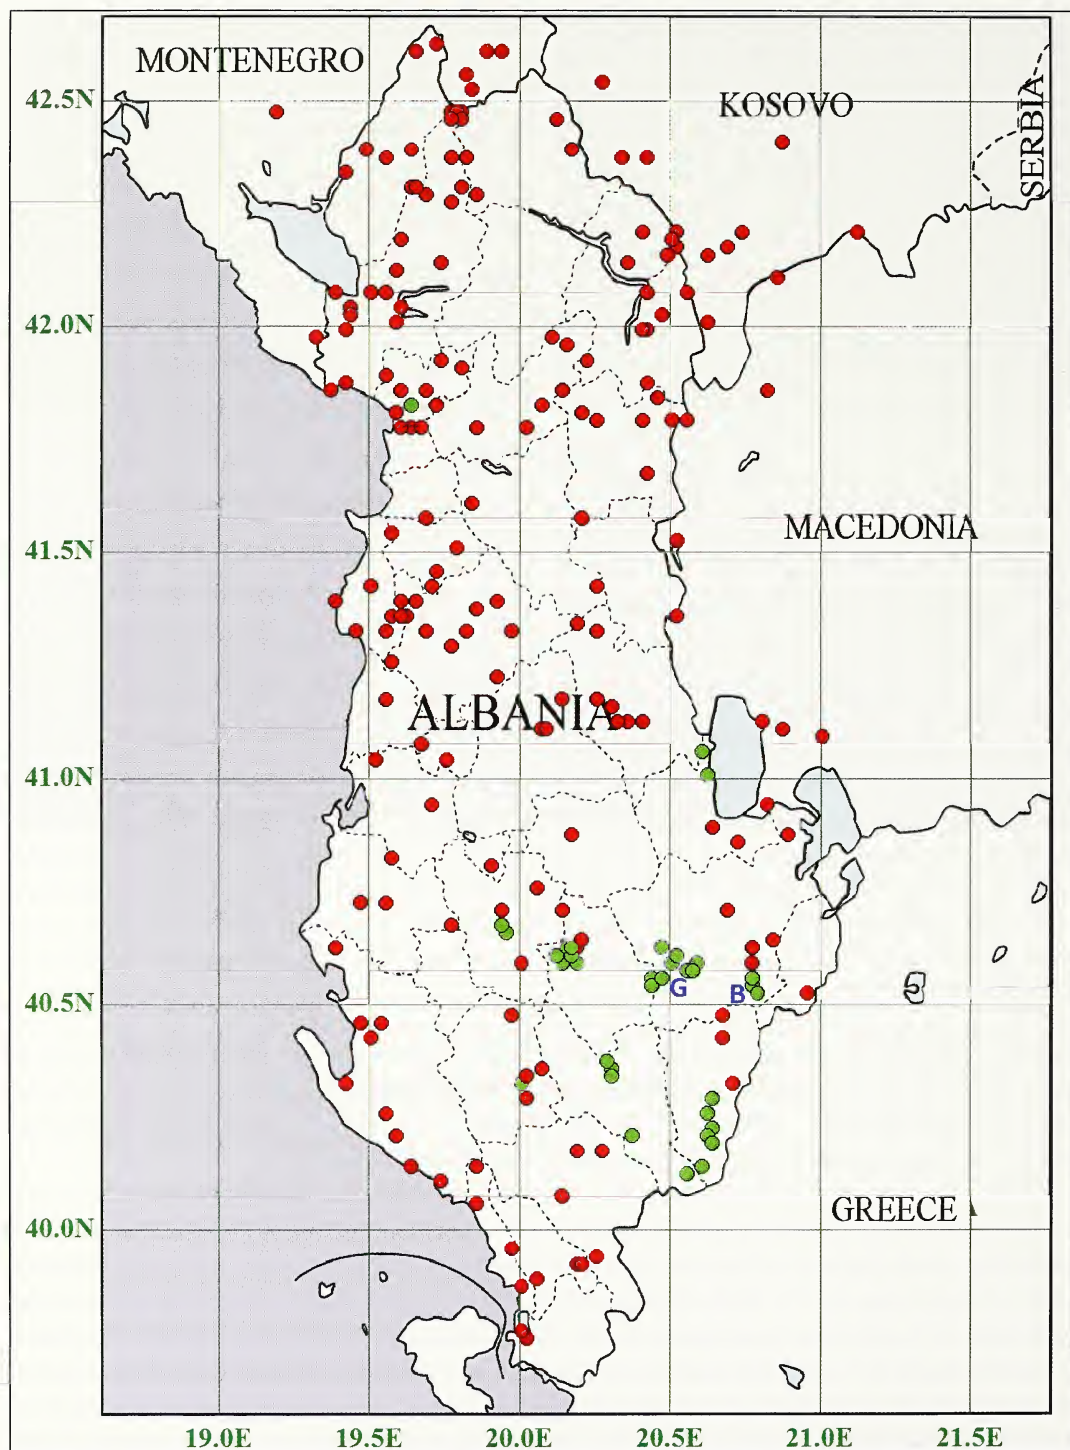 MONTENEGRO
KOSOVO
SERBIA
42.5N
42.0N
MACEDONIA
41.5N
ALBANIA
41.0N
G
B
40.5N
GREECE
40.0N
19.0E 19.5E 20.0E 20.5E 21.0E 21.5E